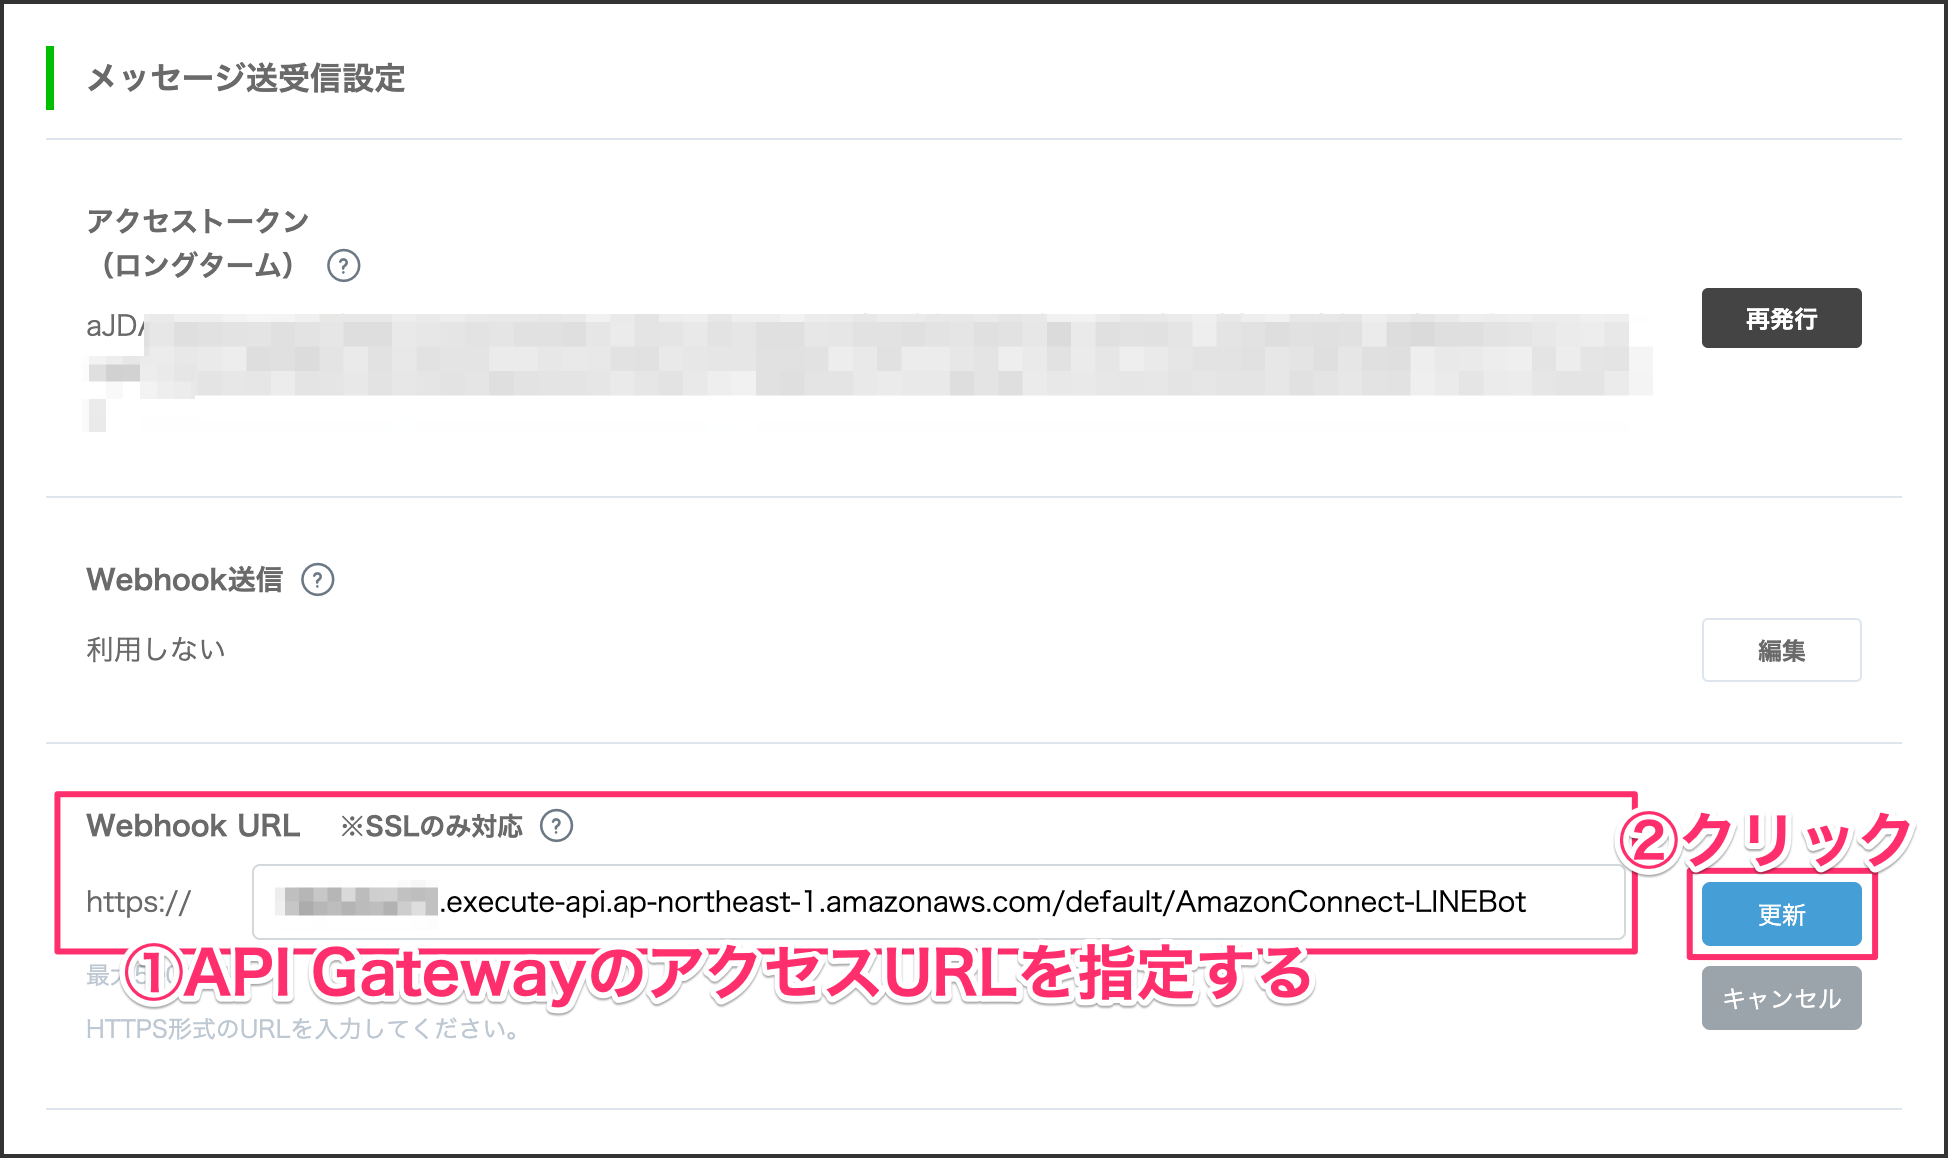 メッセージ送受信設定
アクセストークン
（ロングターム） ?
aJD
再発行
Webhook送信 ?
利用しない
編集
Webhook URL ※SSLのみ対応 ?
②クリック
https:// .execute-api.ap-northeast-1.amazonaws.com/default/AmazonConnect-LINEBot
更新
①API GatewayのアクセスURLを指定する
キャンセル
HTTPS形式のURLを入力してください。